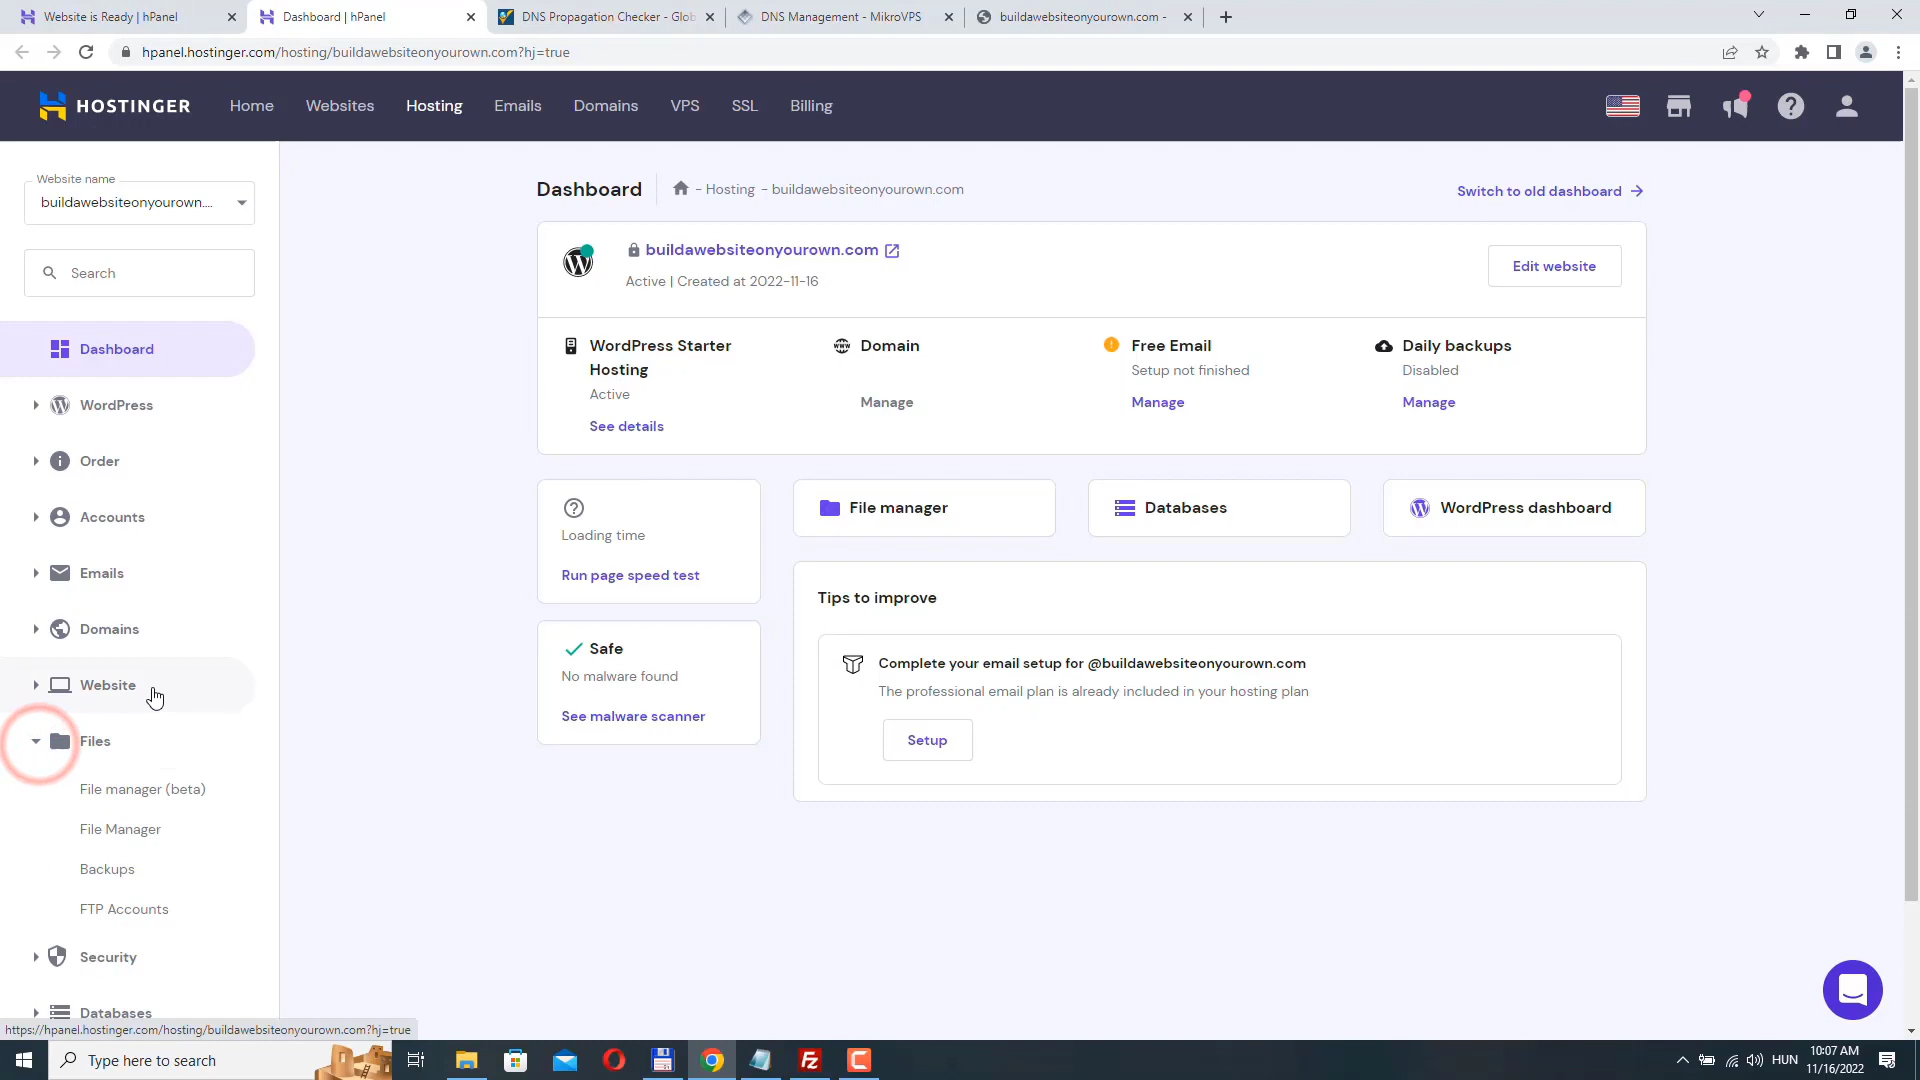 Website is Ready | hPanel
Dashboard | hPanel
DNS Propagation Checker - Glob
DNS Management - MikroVPS
buildawebsiteonyourown.com -
hpanel.hostinger.com/hosting/buildawebsiteonyourown.com?hj=true
HOSTINGER
Home
Websites
Hosting
Emails
Domains
VPS
SSL
Billing
Website name
buildawebsiteonyourown....
Search
Dashboard
WordPress
Order
Accounts
Emails
Domains
Website
Files
File manager (beta)
File Manager
Backups
FTP Accounts
Security
Databases
Dashboard
- Hosting - buildawebsiteonyourown.com
Switch to old dashboard
buildawebsiteonyourown.com
Active | Created at 2022-11-16
Edit website
WordPress Starter
Hosting
Active
See details
Domain
Manage
Free Email
Setup not finished
Manage
Daily backups
Disabled
Manage
Loading time
Run page speed test
File manager
Databases
WordPress dashboard
Safe
No malware found
See malware scanner
Tips to improve
Complete your email setup for @buildawebsiteonyourown.com
The professional email plan is already included in your hosting plan
Setup
https://hpanel.hostinger.com/hosting/buildawebsiteonyourown.com?hj=true
Type here to search
HUN
10:07 AM
11/16/2022